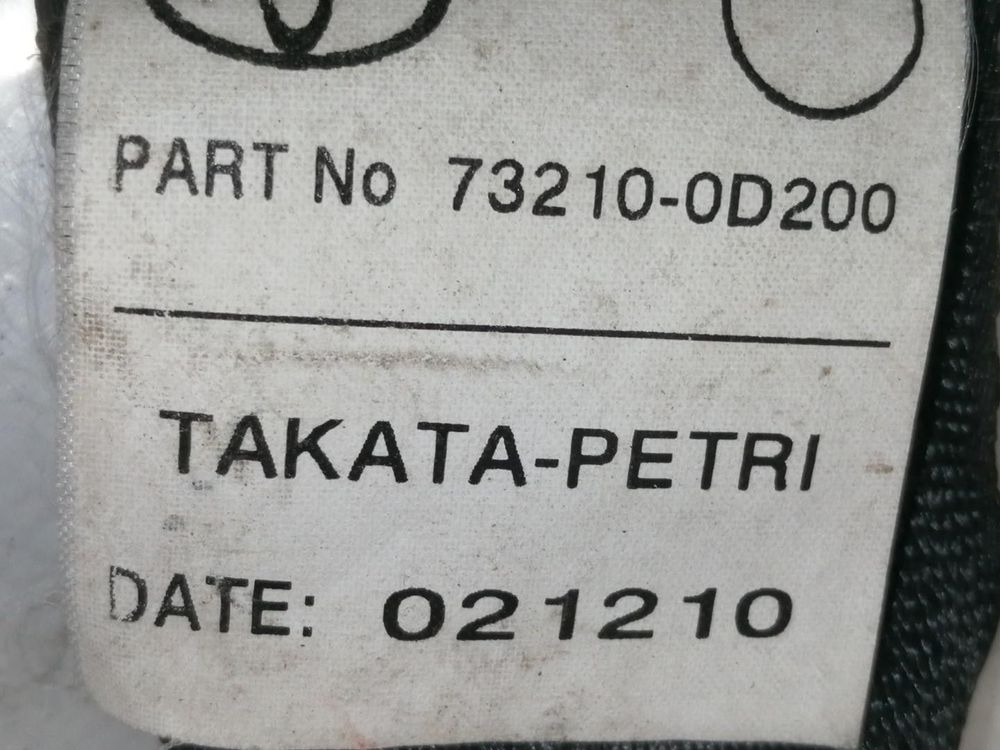 PART No 73210-0D200
TAKATA-PETRI
DATE: 021210